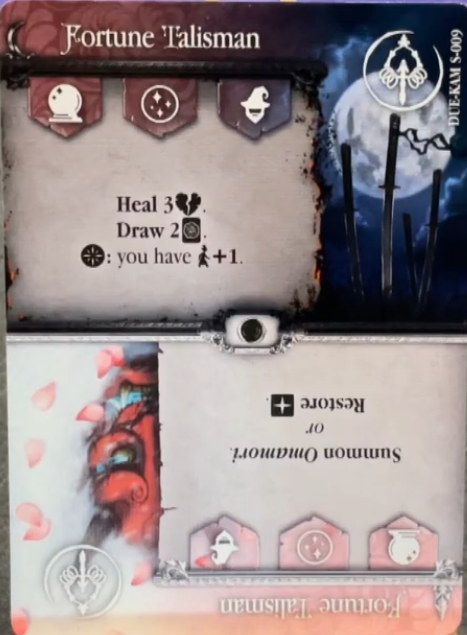 Fortune Talisman
DUE-KAM S-009
Heal 3.
Draw 2.
: you have +1.
Summon Omamori.
or
Restore
Fortune Talisman